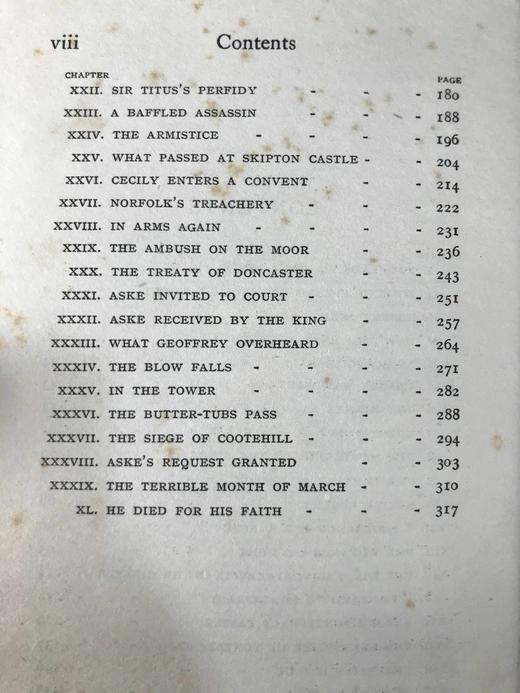 viii Contents
CHAPTER PAGE
XXII. SIR TITUS'S PERFIDY - - - 180
XXIII. A BAFFLED ASSASSIN - - - 188
XXIV. THE ARMISTICE - - - - 196
XXV. WHAT PASSED AT SKIPTON CASTLE - - 204
XXVI. CECILY ENTERS A CONVENT - - 214
XXVII. NORFOLK'S TREACHERY - - - 222
XXVIII. IN ARMS AGAIN - - - - 231
XXIX. THE AMBUSH ON THE MOOR - - 236
XXX. THE TREATY OF DONCASTER - - 243
XXXI. ASKE INVITED TO COURT - - - 251
XXXII. ASKE RECEIVED BY THE KING - - 257
XXXIII. WHAT GEOFFREY OVERHEARD - - 264
XXXIV. THE BLOW FALLS - - - - 271
XXXV. IN THE TOWER - - - - 282
XXXVI. THE BUTTER-TUBS PASS - - - 288
XXXVII. THE SIEGE OF COOTEHILL - - - 294
XXXVIII. ASKE'S REQUEST GRANTED - - 303
XXXIX. THE TERRIBLE MONTH OF MARCH - - 310
XL. HE DIED FOR HIS FAITH - - - 317